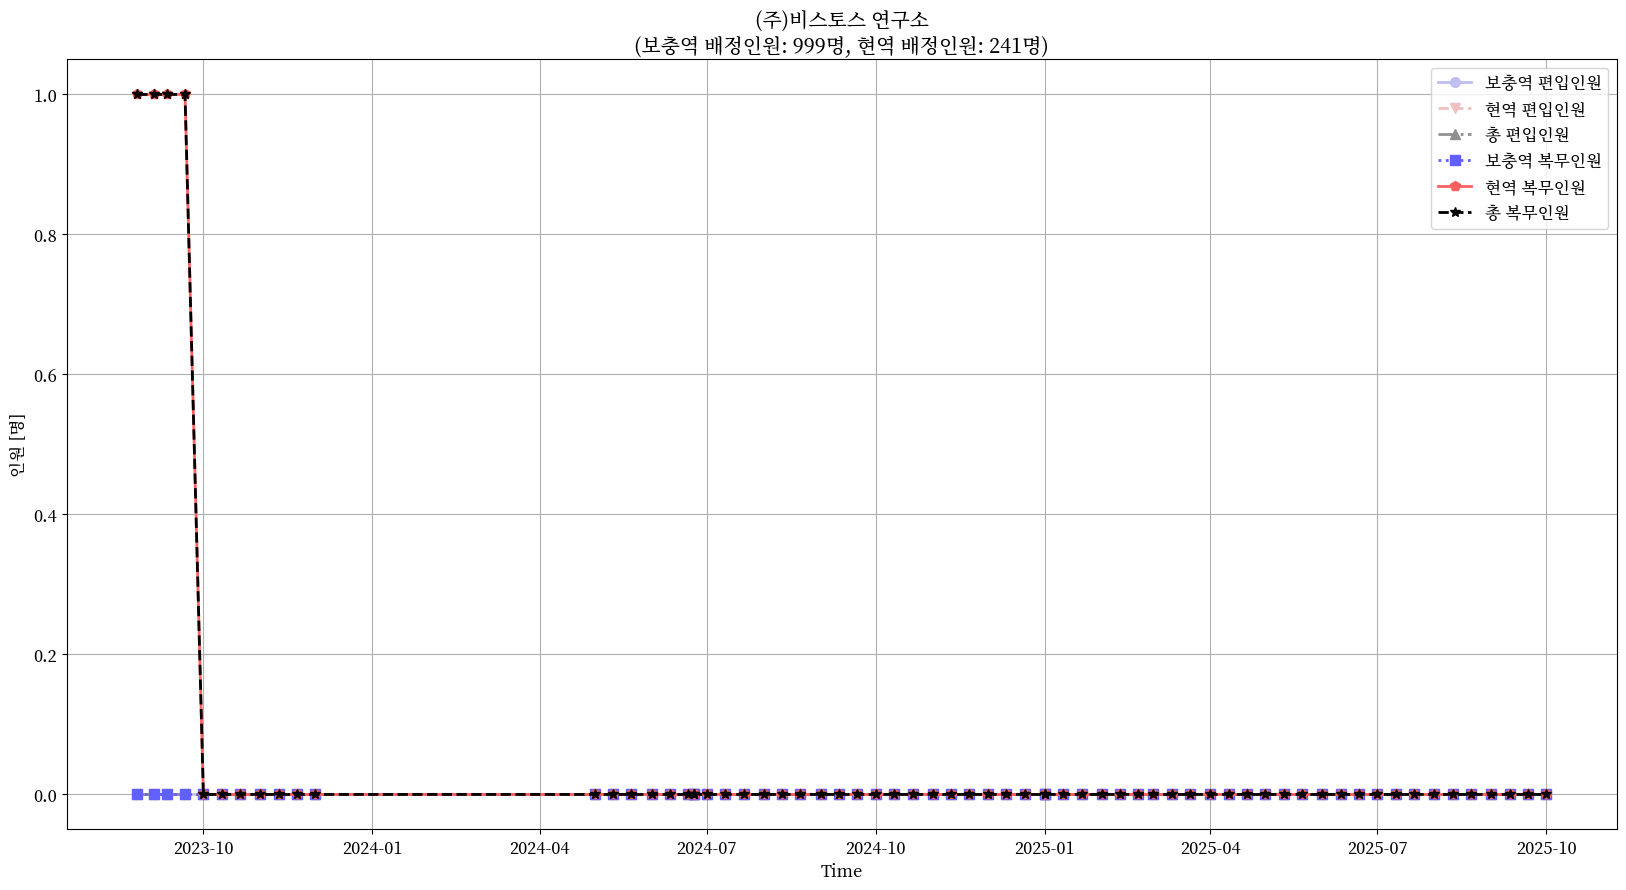 (주)비스토스 연구소
(보충역 배정인원: 999명, 현역 배정인원: 241명)
보충역 편입인원
현역 편입인원
총 편입인원
보충역 복무인원
현역 복무인원
총 복무인원
1.0
0.8
0.6
0.4
0.2
0.0
인원 [명]
2023-10
2024-01
2024-04
2024-07
2024-10
2025-01
2025-04
2025-07
2025-10
Time